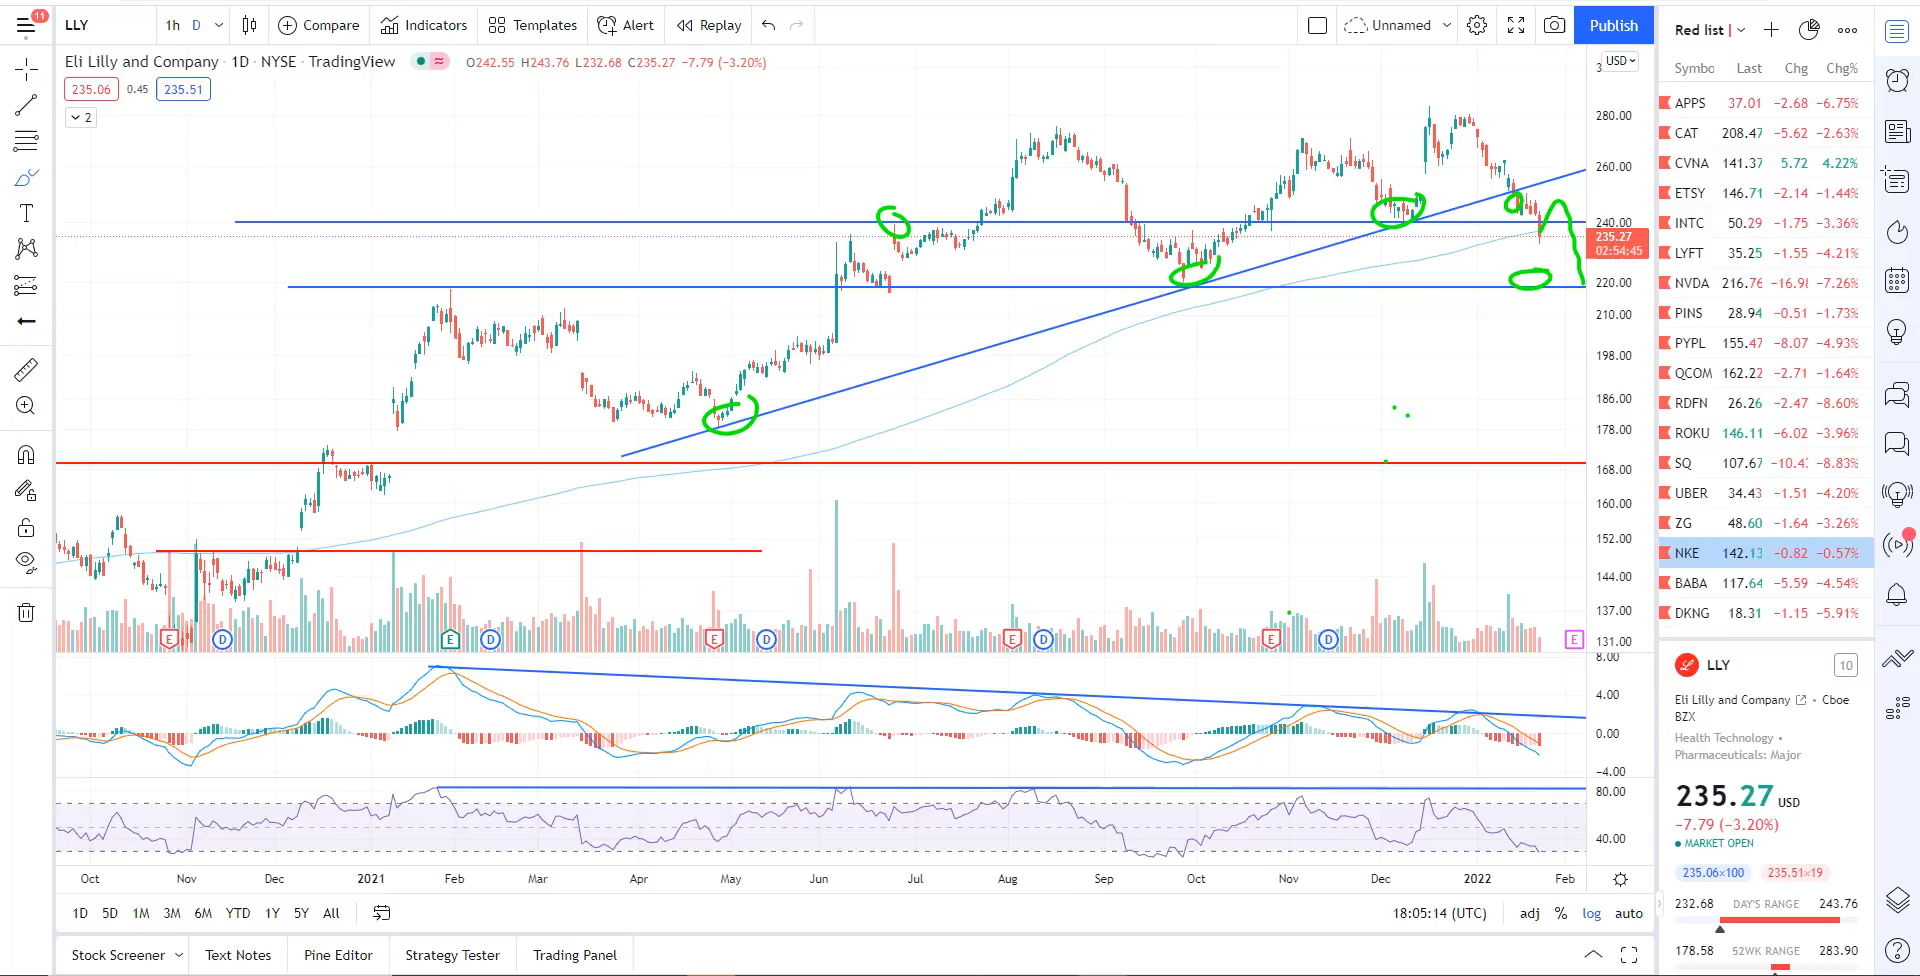 11
LLY
1h D
Compare
Indicators
Templates
Alert
Replay
Unnamed
Publish
Eli Lilly and Company · 1D · NYSE · TradingView
O242.55 H243.76 L232.68 C235.27 −7.79 (−3.20%)
235.06 0.45 235.51
2
USD
280.00
260.00
240.00
235.27
02:54:45
220.00
210.00
198.00
186.00
178.00
168.00
160.00
152.00
144.00
137.00
131.00
E D E D E D E D E D E
8.00
4.00
0.00
−4.00
80.00
40.00
Oct Nov Dec 2021 Feb Mar Apr May Jun Jul Aug Sep Oct Nov Dec 2022 Feb
1D 5D 1M 3M 6M YTD 1Y 5Y All
18:05:14 (UTC) adj % log auto
Stock Screener Text Notes Pine Editor Strategy Tester Trading Panel
Red list
Symbo Last Chg Chg%
APPS 37.01 −2.68 −6.75%
CAT 208.47 −5.62 −2.63%
CVNA 141.37 5.72 4.22%
ETSY 146.71 −2.14 −1.44%
INTC 50.29 −1.75 −3.36%
LYFT 35.25 −1.55 −4.21%
NVDA 216.76 −16.98 −7.26%
PINS 28.94 −0.51 −1.73%
PYPL 155.47 −8.07 −4.93%
QCOM 162.22 −2.71 −1.64%
RDFN 26.26 −2.47 −8.60%
ROKU 146.11 −6.02 −3.96%
SQ 107.67 −10.4 −8.83%
UBER 34.43 −1.51 −4.20%
ZG 48.60 −1.64 −3.26%
NKE 142.13 −0.82 −0.57%
BABA 117.64 −5.59 −4.54%
DKNG 18.31 −1.15 −5.91%
LLY 10
Eli Lilly and Company • Cboe
BZX
Health Technology •
Pharmaceuticals: Major
235.27 USD
−7.79 (−3.20%)
MARKET OPEN
235.06×100 235.51×19
232.68 DAY'S RANGE 243.76
178.58 52WK RANGE 283.90